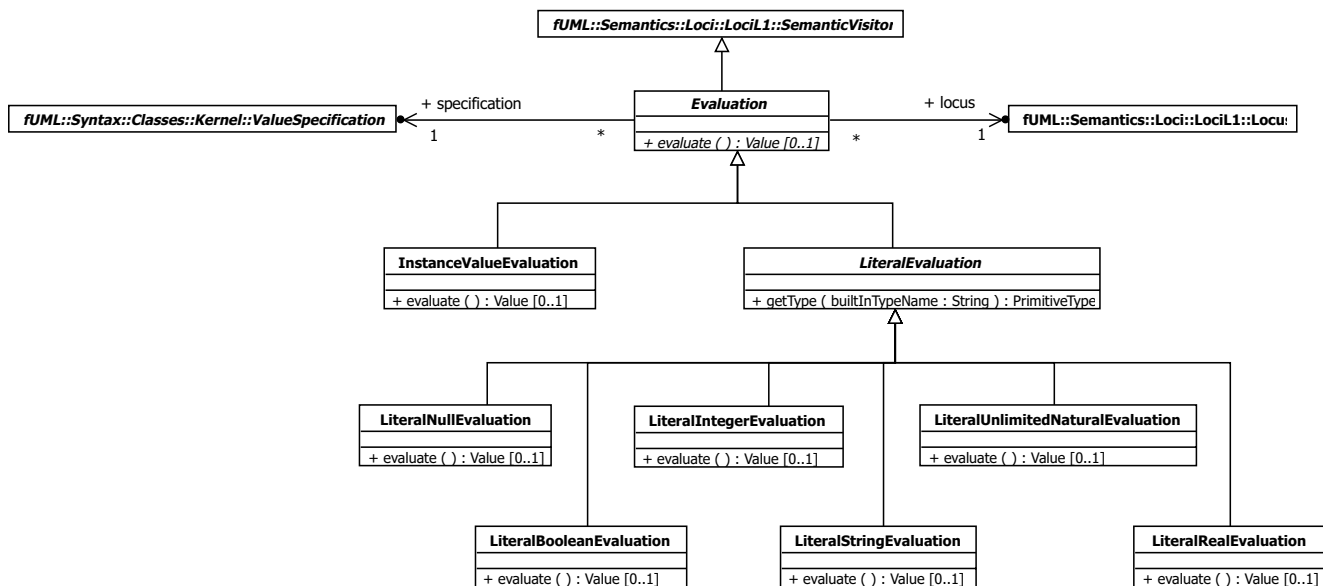 fUML::Semantics::Loci::LociL1::SemanticVisitor
+ specification
Evaluation
+ locus
fUML::Syntax::Classes::Kernel::ValueSpecification
fUML::Semantics::Loci::LociL1::Locus
1
*
+ evaluate ( ) : Value [0..1]
*
1
InstanceValueEvaluation
LiteralEvaluation
+ evaluate ( ) : Value [0..1]
+ getType ( builtInTypeName : String ) : PrimitiveType
LiteralNullEvaluation
LiteralIntegerEvaluation
LiteralUnlimitedNaturalEvaluation
+ evaluate ( ) : Value [0..1]
+ evaluate ( ) : Value [0..1]
+ evaluate ( ) : Value [0..1]
LiteralBooleanEvaluation
LiteralStringEvaluation
LiteralRealEvaluation
+ evaluate ( ) : Value [0..1]
+ evaluate ( ) : Value [0..1]
+ evaluate ( ) : Value [0..1]